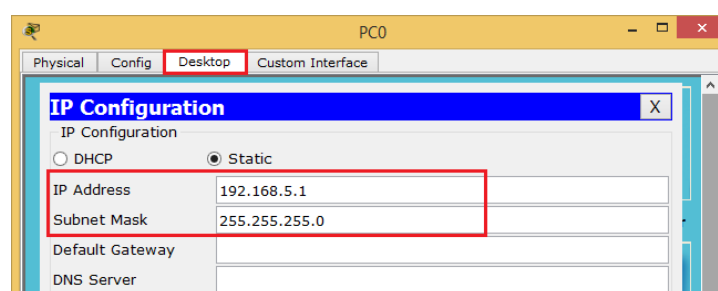 PC0
Physical Config Desktop Custom Interface
IP Configuration X
IP Configuration
DHCP Static
IP Address 192.168.5.1
Subnet Mask 255.255.255.0
Default Gateway
DNS Server